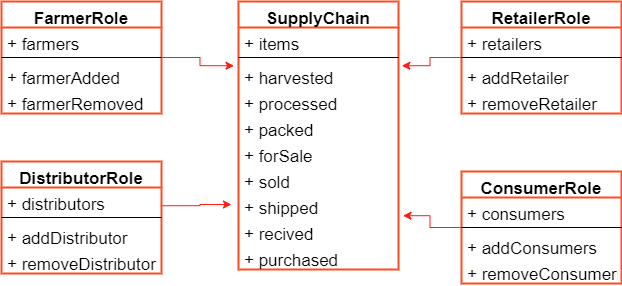 FarmerRole
+ farmers
+ farmerAdded
+ farmerRemoved
SupplyChain
+ items
+ harvested
+ processed
+ packed
+ forSale
+ sold
+ shipped
+ recived
+ purchased
RetailerRole
+ retailers
+ addRetailer
+ removeRetailer
DistributorRole
+ distributors
+ addDistributor
+ removeDistributor
ConsumerRole
+ consumers
+ addConsumers
+ removeConsumer